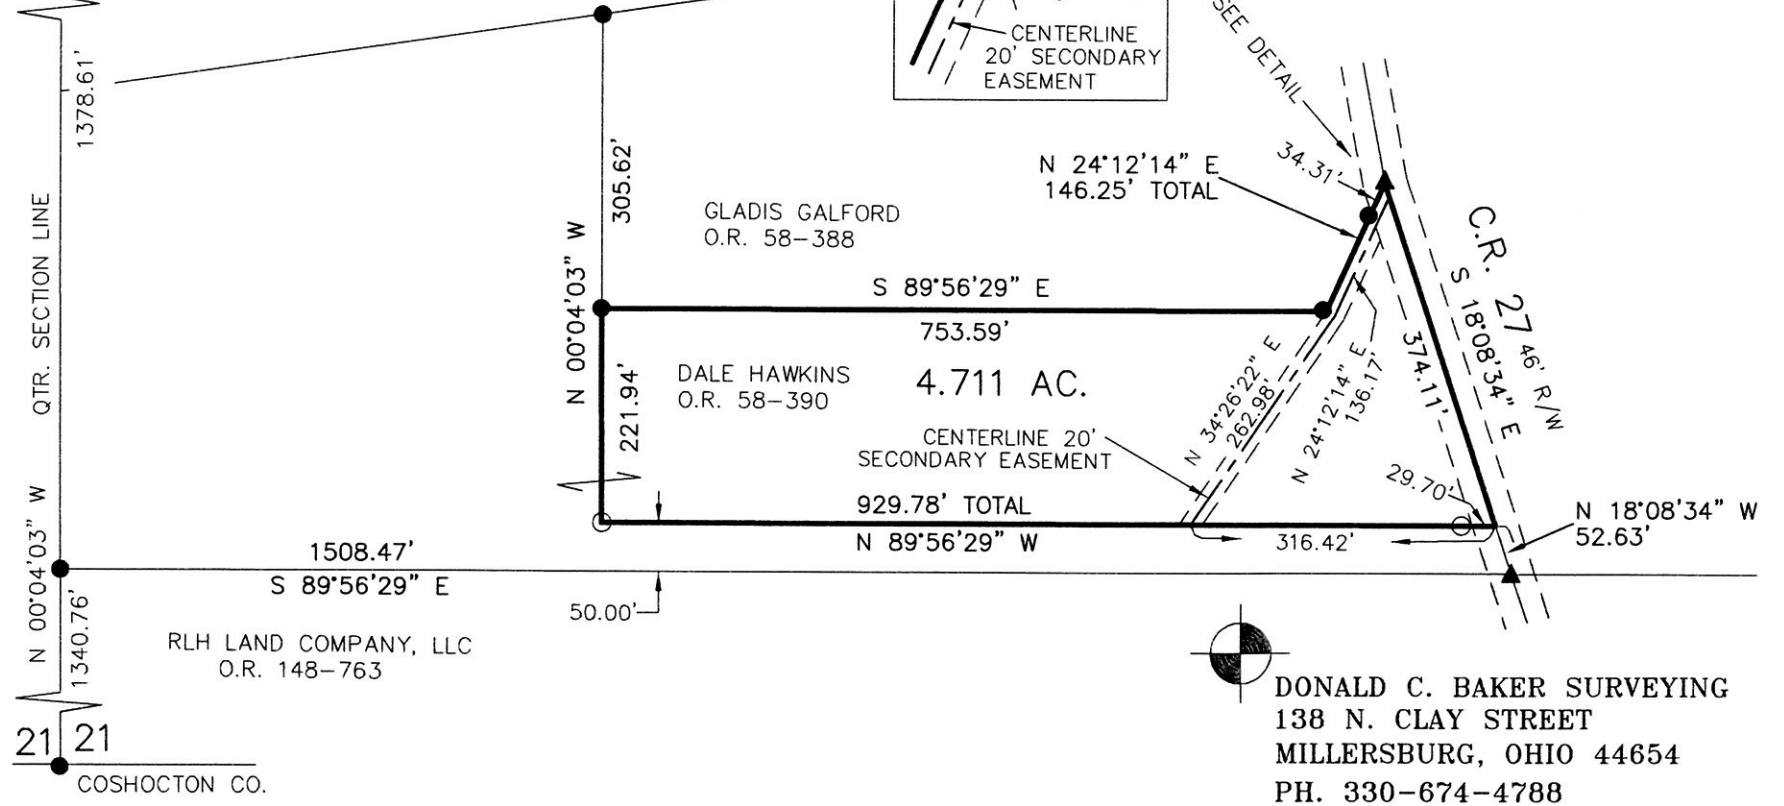 1378.61'
QTR. SECTION LINE
N 00°04'03" W
1340.76'
21 21
COSHOCTON CO.
1508.47'
S 89°56'29" E
RLH LAND COMPANY, LLC
O.R. 148-763
50.00'
N 00°04'03" W
305.62'
221.94'
GLADIS GALFORD
O.R. 58-388
S 89°56'29" E
753.59'
DALE HAWKINS
O.R. 58-390
4.711 AC.
CENTERLINE 20'
SECONDARY EASEMENT
929.78' TOTAL
N 89°56'29" W
CENTERLINE
20' SECONDARY
EASEMENT
SEE DETAIL
N 24°12'14" E
146.25' TOTAL
34.31'
N 34°26'22" E
262.98'
N 24°12'14" E
136.17'
374.11'
C.R. 27
46' R/W
S 18°08'34" E
29.70'
316.42'
N 18°08'34" W
52.63'
DONALD C. BAKER SURVEYING
138 N. CLAY STREET
MILLERSBURG, OHIO 44654
PH. 330-674-4788